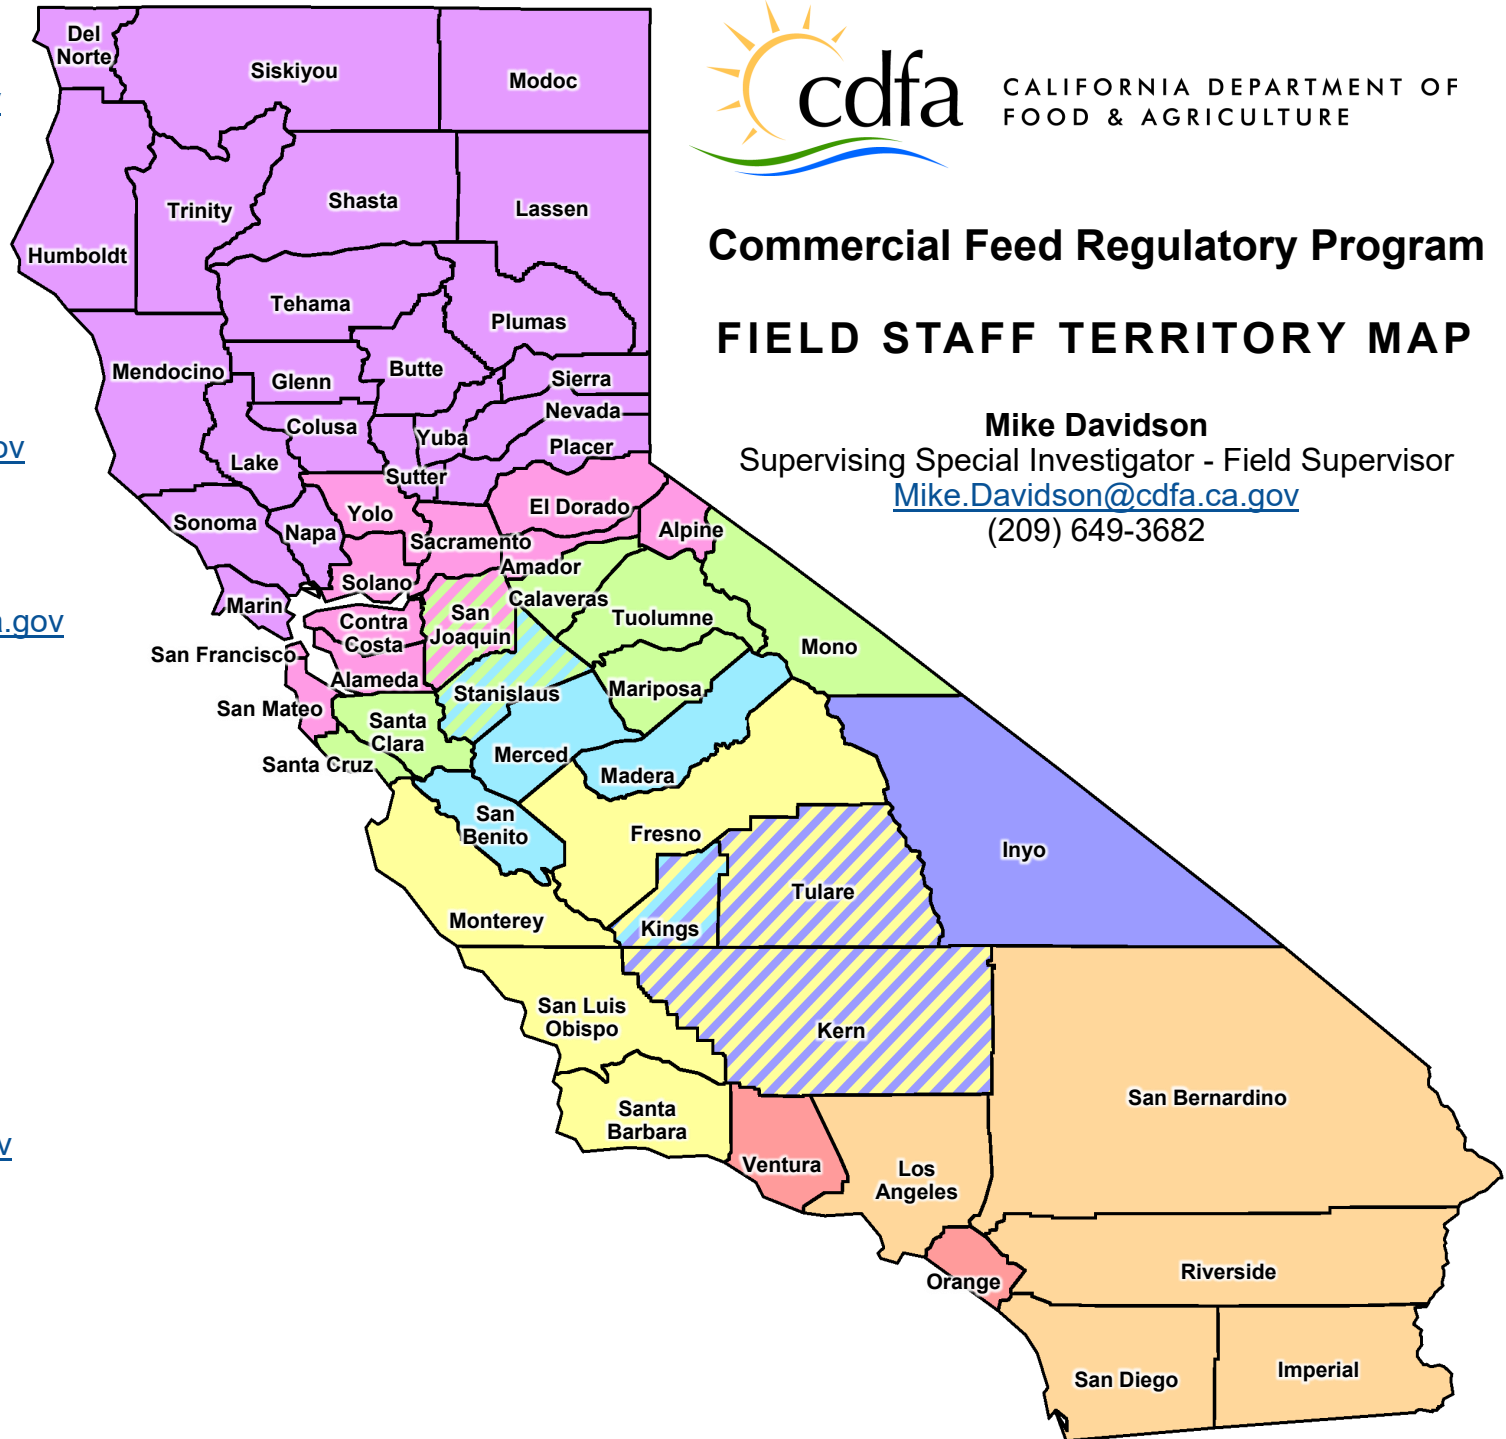 cdfa
CALIFORNIA DEPARTMENT OF
FOOD & AGRICULTURE
Commercial Feed Regulatory Program
FIELD STAFF TERRITORY MAP
Mike Davidson
Supervising Special Investigator - Field Supervisor
Mike.Davidson@cdfa.ca.gov
(209) 649-3682
Del
Norte
Siskiyou
Modoc
Humboldt
Trinity
Shasta
Lassen
Tehama
Plumas
Mendocino
Glenn
Butte
Sierra
Nevada
Colusa
Yuba
Placer
Lake
Sutter
ov
Sonoma
Napa
Yolo
El Dorado
Sacramento
Alpine
Amador
Solano
Marin
Contra
Costa
San
Joaquin
Calaveras
Tuolumne
Mono
a.gov
San Francisco
Alameda
Stanislaus
Mariposa
San Mateo
Santa
Clara
Santa Cruz
Merced
Madera
San
Benito
Fresno
Inyo
Tulare
Monterey
Kings
San Luis
Obispo
Kern
San Bernardino
Santa
Barbara
v
Ventura
Los
Angeles
Orange
Riverside
San Diego
Imperial